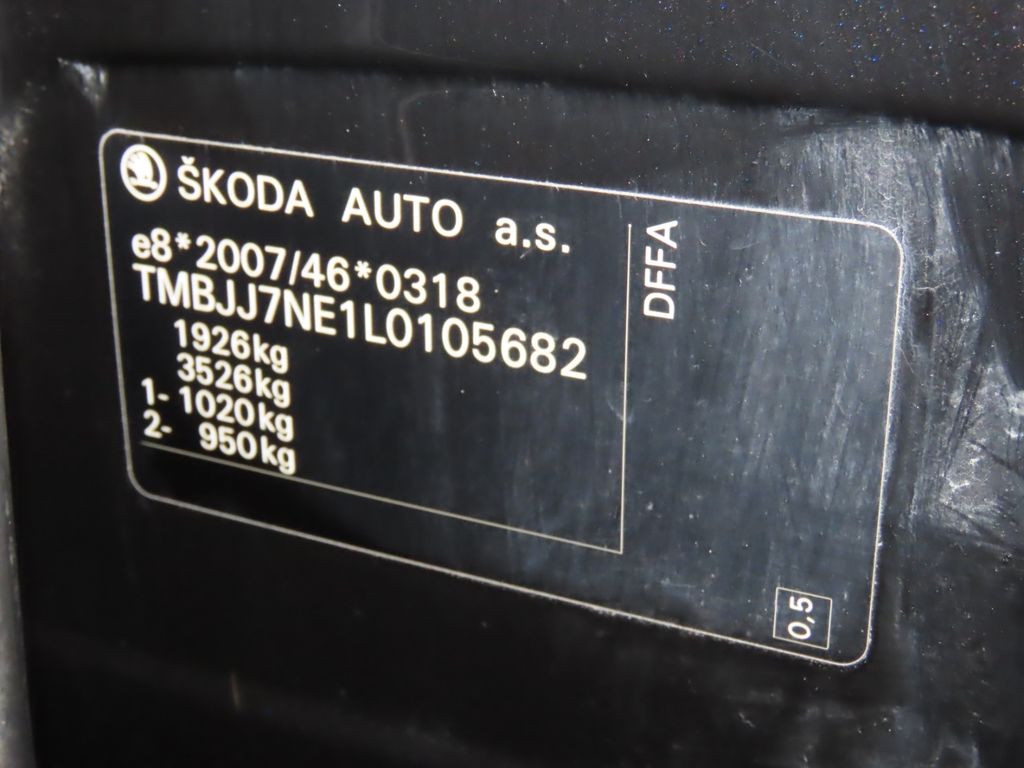 ŠKODA AUTO a.s.
e8*2007/46*0318
TMBJJ7NE1L0105682
1926kg
3526kg
1- 1020kg
2- 950kg
DFFA
0,5